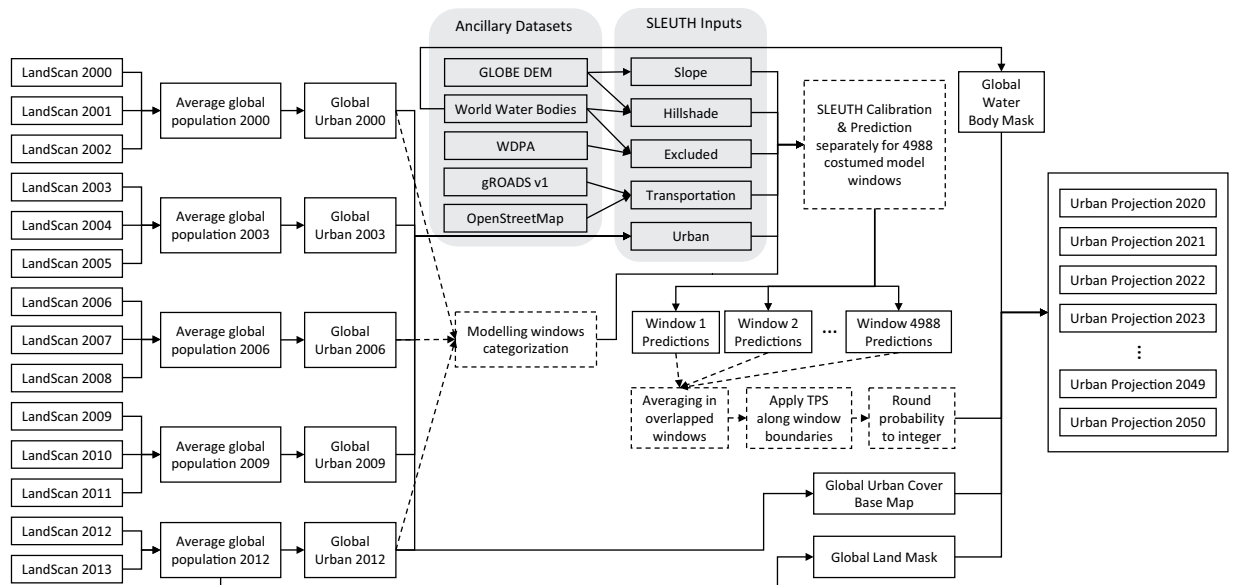 Ancillary Datasets
SLEUTH Inputs
LandScan 2000
LandScan 2001
LandScan 2002
LandScan 2003
LandScan 2004
LandScan 2005
LandScan 2006
LandScan 2007
LandScan 2008
LandScan 2009
LandScan 2010
LandScan 2011
LandScan 2012
LandScan 2013
Average global
population 2000
Average global
population 2003
Average global
population 2006
Average global
population 2009
Average global
population 2012
Global
Urban 2000
Global
Urban 2003
Global
Urban 2006
Global
Urban 2009
Global
Urban 2012
GLOBE DEM
World Water Bodies
WDPA
gROADS v1
OpenStreetMap
Slope
Hillshade
Excluded
Transportation
Urban
Modelling windows
categorization
SLEUTH Calibration
& Prediction
separately for 4988
costumed model
windows
Window 1
Predictions
Window 2
Predictions
...
Window 4988
Predictions
Averaging in
overlapped
windows
Apply TPS
along window
boundaries
Round
probability
to integer
Global Urban Cover
Base Map
Global Land Mask
Global
Water
Body Mask
Urban Projection 2020
Urban Projection 2021
Urban Projection 2022
Urban Projection 2023
...
Urban Projection 2049
Urban Projection 2050